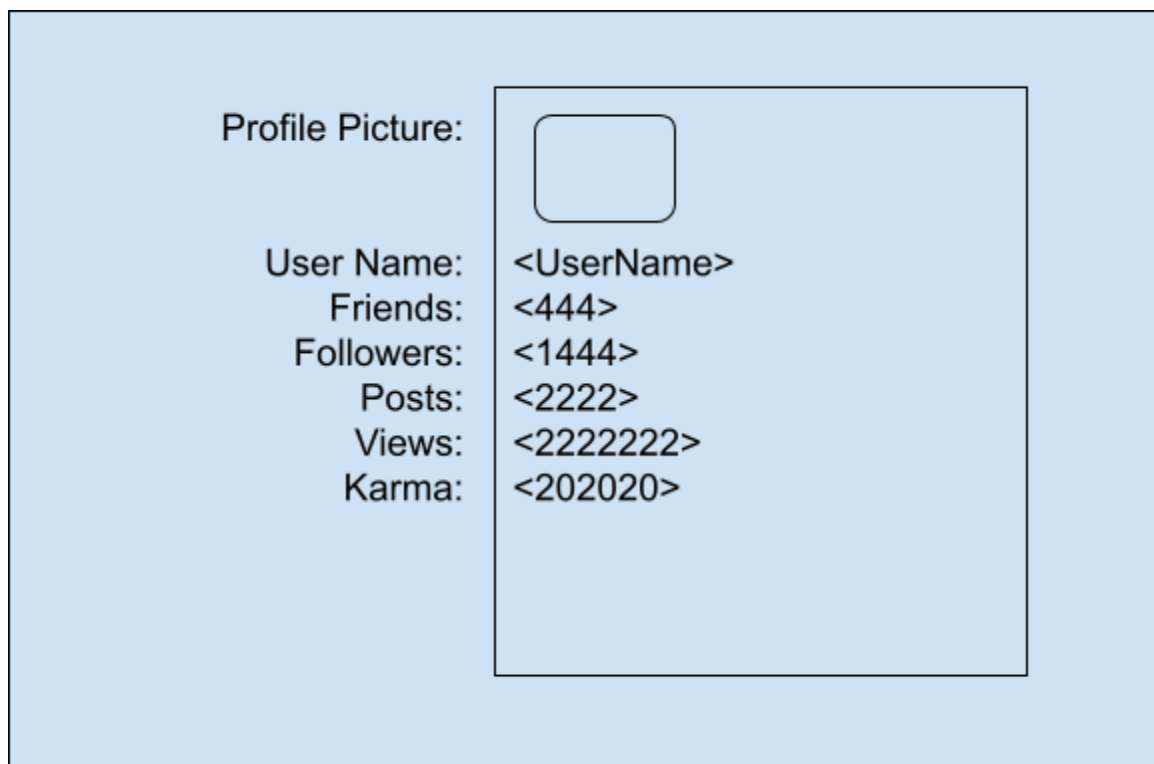 Profile Picture:
User Name: <UserName>
Friends: <444>
Followers: <1444>
Posts: <2222>
Views: <2222222>
Karma: <202020>